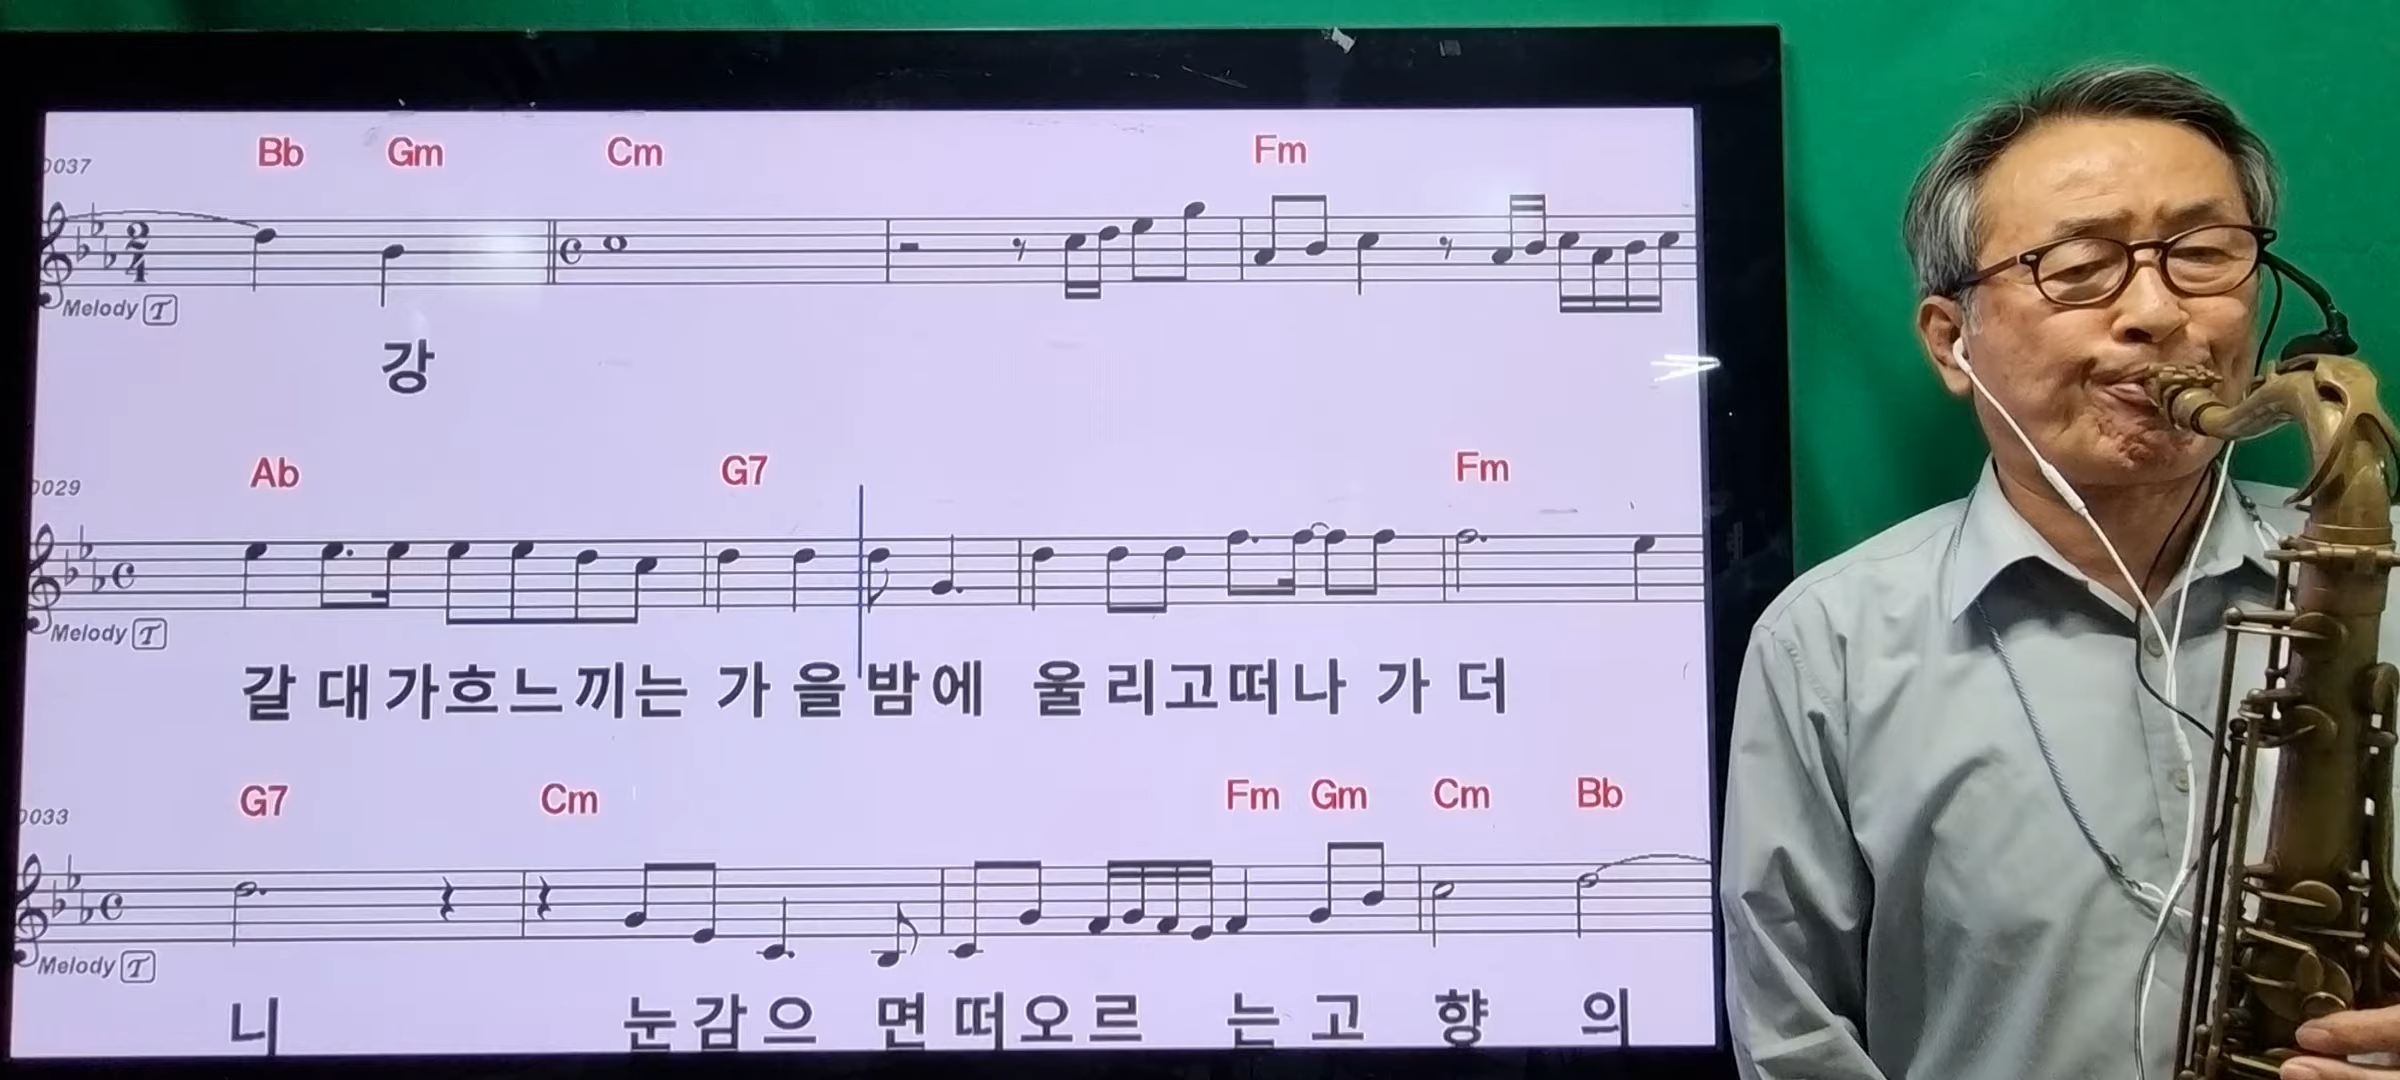 Bb Gm Cm Fm
0037
2 4
Melody T
강
Ab G7 Fm
0029
Melody T
갈 대 가흐느끼는 가 을 밤에 울 리고떠나 가 더
G7 Cm Fm Gm Cm Bb
0033
Melody T
니 눈감으 면 떠오르 는 고 향 의